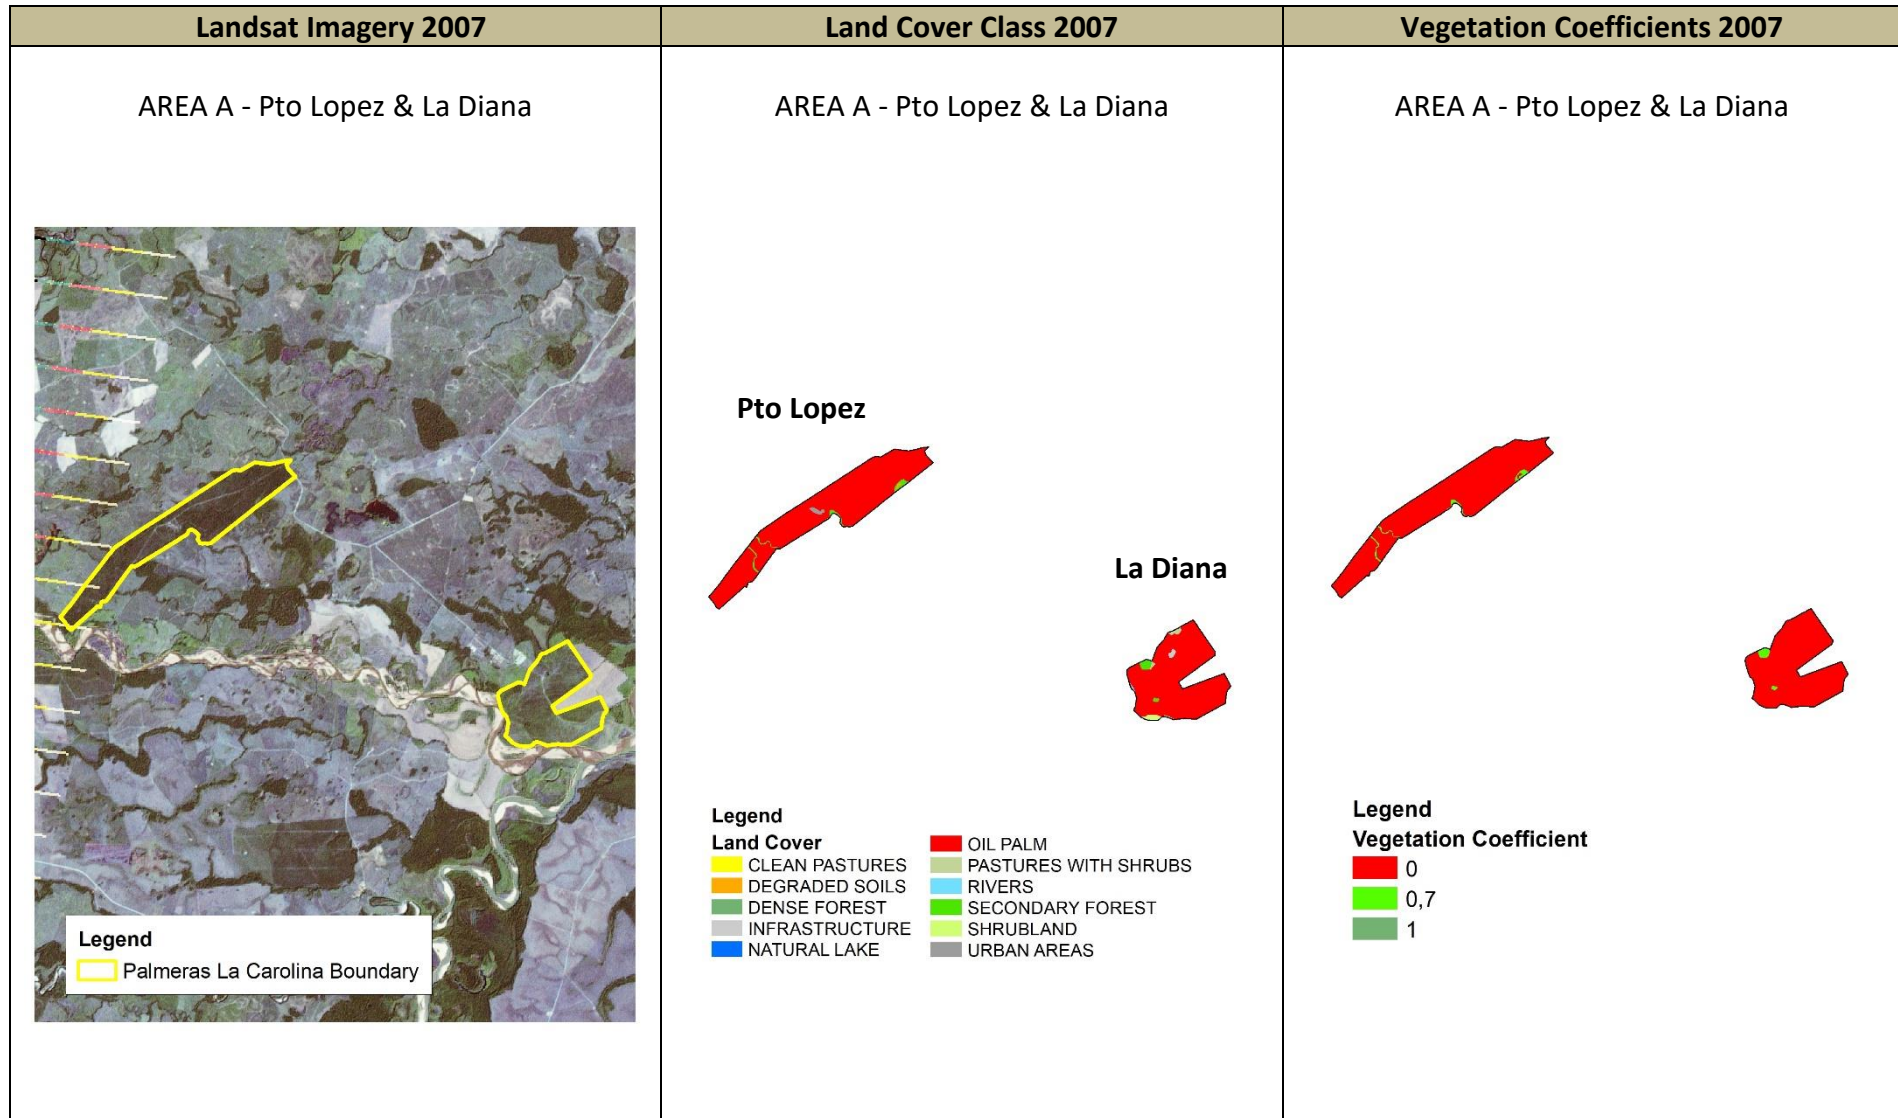 Landsat Imagery 2007
Land Cover Class 2007
Vegetation Coefficients 2007
AREA A - Pto Lopez & La Diana
AREA A - Pto Lopez & La Diana
AREA A - Pto Lopez & La Diana
Legend
Palmeras La Carolina Boundary
Pto Lopez
La Diana
Legend
Land Cover
CLEAN PASTURES
DEGRADED SOILS
DENSE FOREST
INFRASTRUCTURE
NATURAL LAKE
OIL PALM
PASTURES WITH SHRUBS
RIVERS
SECONDARY FOREST
SHRUBLAND
URBAN AREAS
Legend
Vegetation Coefficient
0
0,7
1